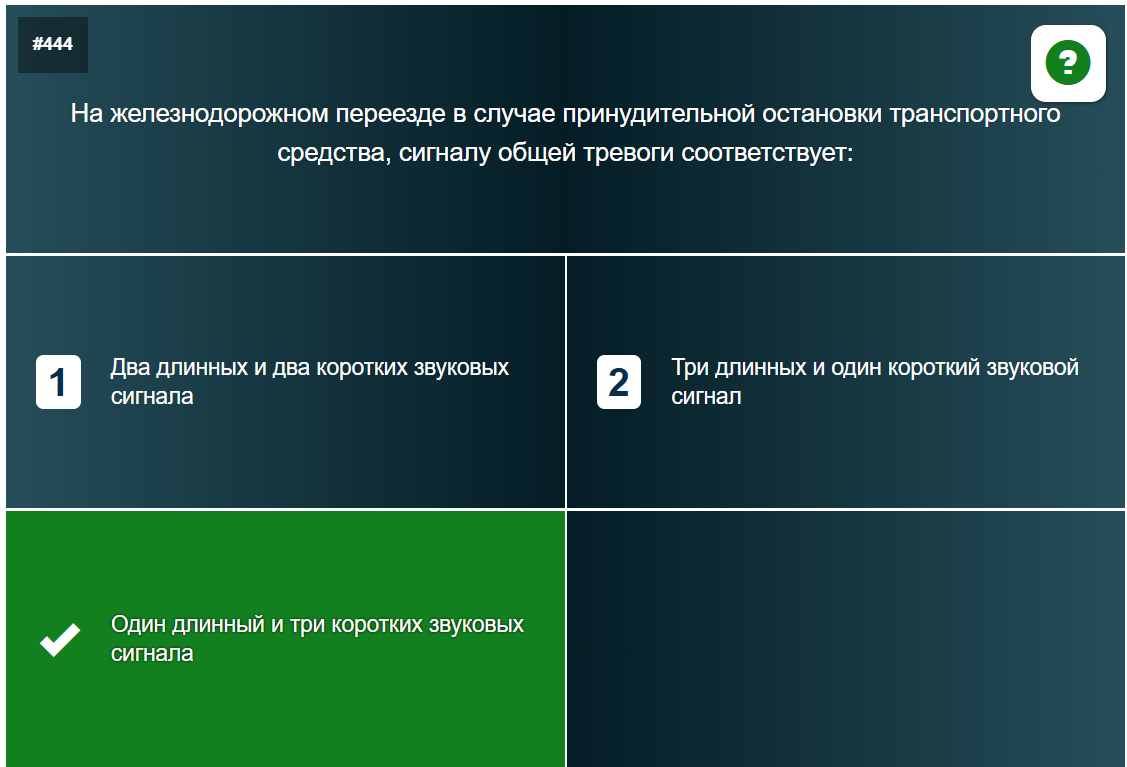 #444
?
На железнодорожном переезде в случае принудительной остановки транспортного
средства, сигналу общей тревоги соответствует:
1
Два длинных и два коротких звуковых
сигнала
2
Три длинных и один короткий звуковой
сигнал
Один длинный и три коротких звуковых
сигнала